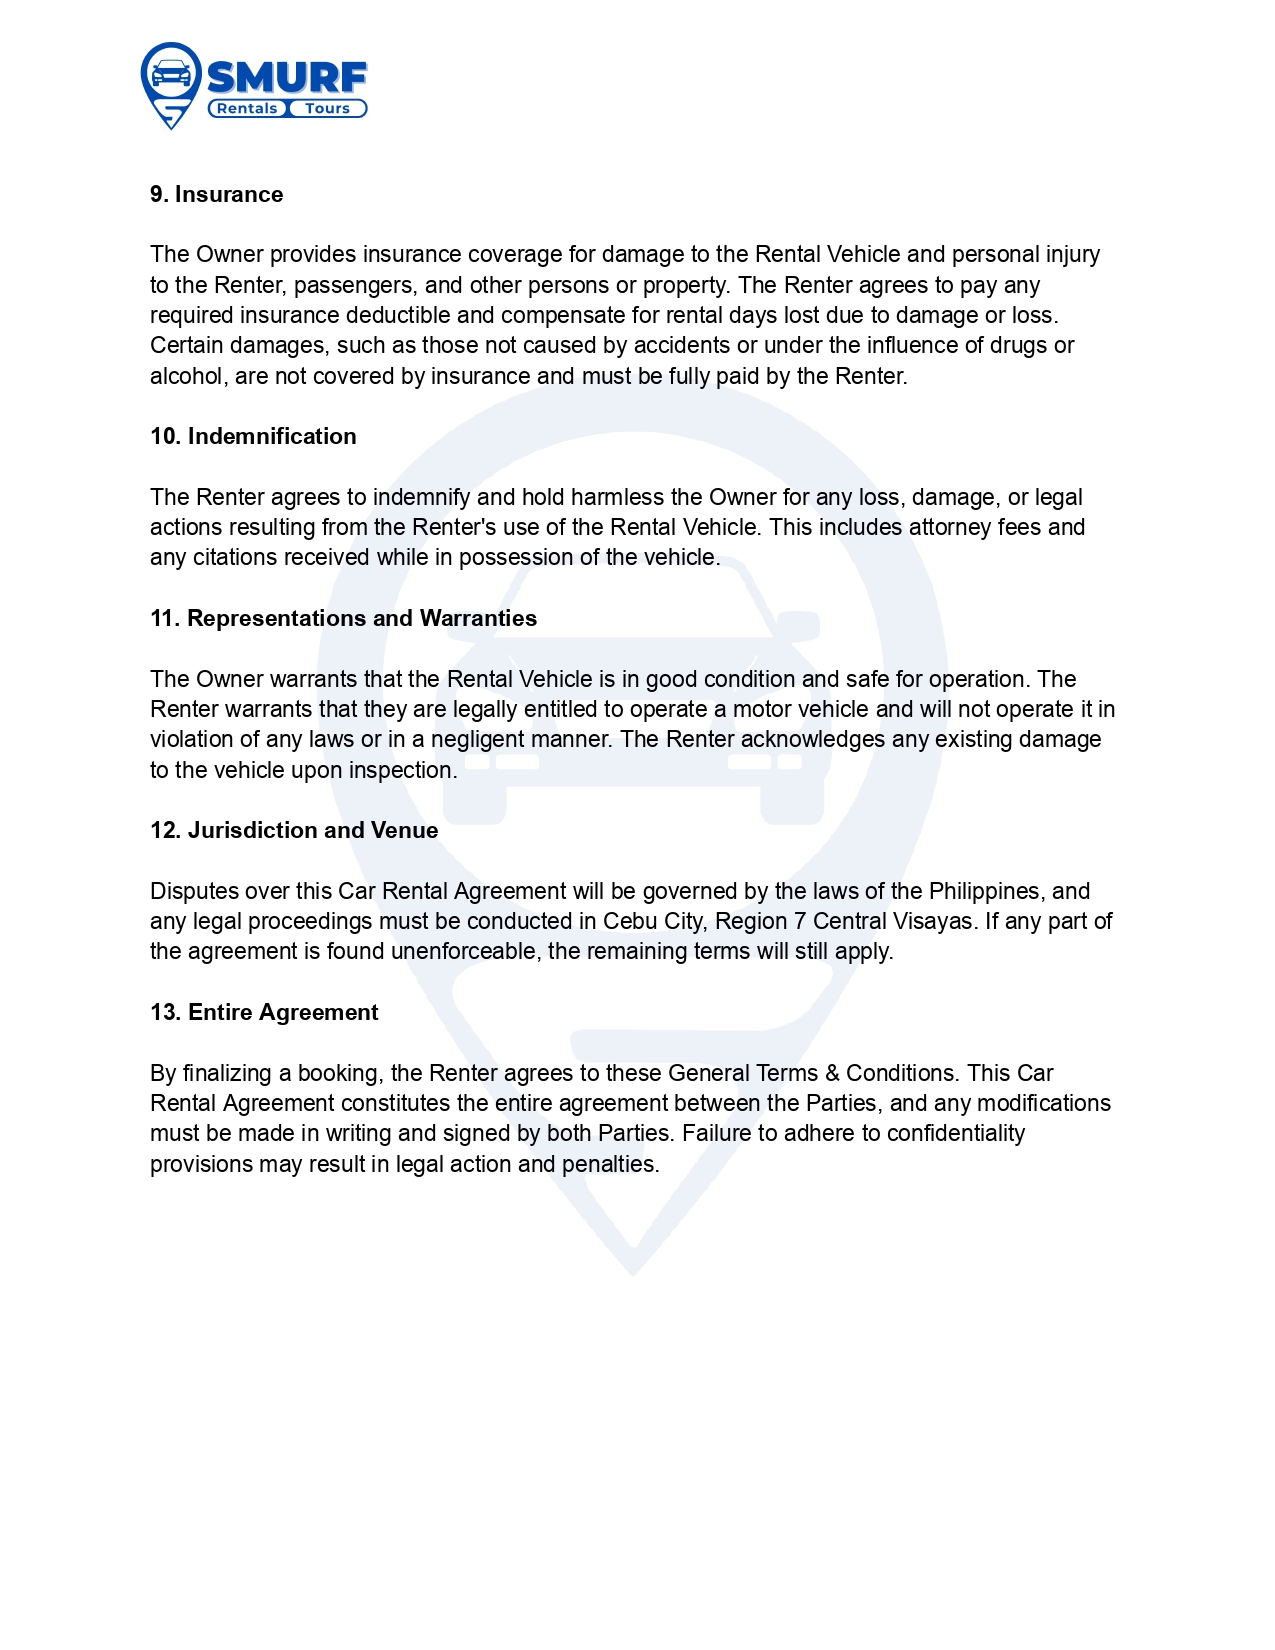 SMURF
Rentals Tours
9. Insurance
The Owner provides insurance coverage for damage to the Rental Vehicle and personal injury
to the Renter, passengers, and other persons or property. The Renter agrees to pay any
required insurance deductible and compensate for rental days lost due to damage or loss.
Certain damages, such as those not caused by accidents or under the influence of drugs or
alcohol, are not covered by insurance and must be fully paid by the Renter.
10. Indemnification
The Renter agrees to indemnify and hold harmless the Owner for any loss, damage, or legal
actions resulting from the Renter's use of the Rental Vehicle. This includes attorney fees and
any citations received while in possession of the vehicle.
11. Representations and Warranties
The Owner warrants that the Rental Vehicle is in good condition and safe for operation. The
Renter warrants that they are legally entitled to operate a motor vehicle and will not operate it in
violation of any laws or in a negligent manner. The Renter acknowledges any existing damage
to the vehicle upon inspection.
12. Jurisdiction and Venue
Disputes over this Car Rental Agreement will be governed by the laws of the Philippines, and
any legal proceedings must be conducted in Cebu City, Region 7 Central Visayas. If any part of
the agreement is found unenforceable, the remaining terms will still apply.
13. Entire Agreement
By finalizing a booking, the Renter agrees to these General Terms & Conditions. This Car
Rental Agreement constitutes the entire agreement between the Parties, and any modifications
must be made in writing and signed by both Parties. Failure to adhere to confidentiality
provisions may result in legal action and penalties.